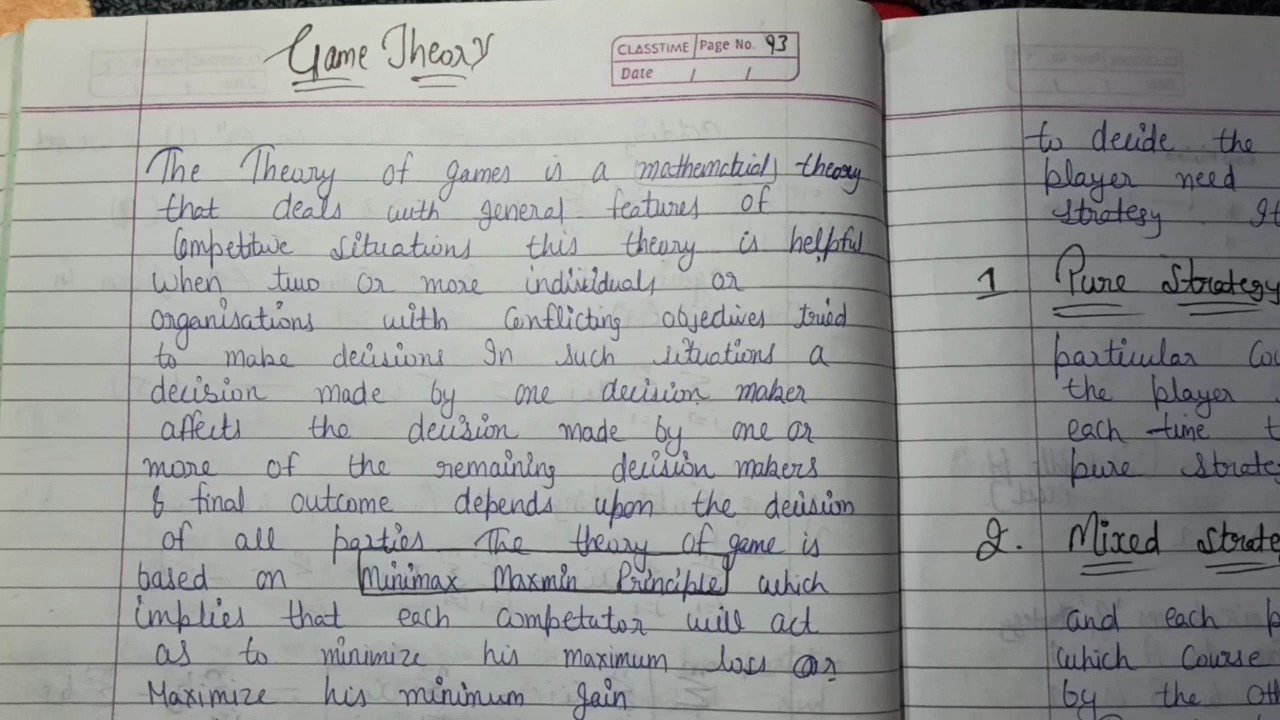 Game Theory
CLASSTIME Page No. 93
Date / /
The Theory of games is a mathematical theory
that deals with general features of
Competitive situations this theory is helpful
when two or more individuals or
organisations with Conflicting objectives tried
to make decisions In such situations a
decision made by one decision maker
affects the decision made by one or
more of the remaining decision makers
& final outcome depends upon the decision
of all parties The theory of game is
based on Minimax Maxmin Principle which
implies that each competator will act
as to minimize his maximum loss or
Maximize his minimum gain
to decide the
player need
strategy It
1 Pure Strategy
particular Cou
the player
each time t
pure Strate
2. Mixed Strate
and each p
which Course
by the Oth